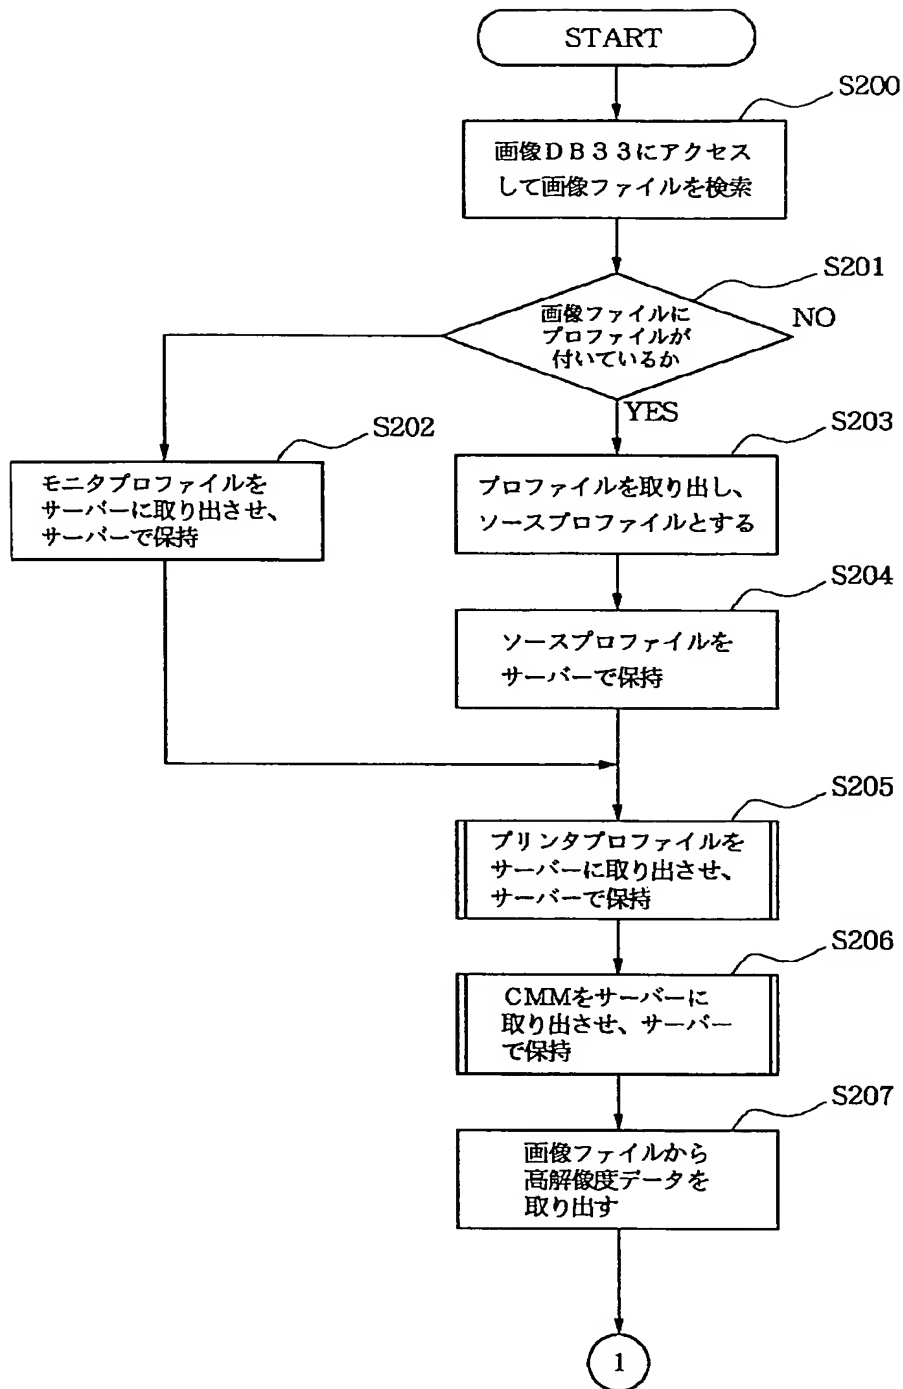 START
S200
画像DB33にアクセス
して画像ファイルを検索
S201
画像ファイルに
プロファイルが
付いているか
NO
YES
S202
モニタプロファイルを
サーバーに取り出させ、
サーバーで保持
S203
プロファイルを取り出し、
ソースプロファイルとする
S204
ソースプロファイルを
サーバーで保持
S205
プリンタプロファイルを
サーバーに取り出させ、
サーバーで保持
S206
CMMをサーバーに
取り出させ、サーバー
で保持
S207
画像ファイルから
高解像度データを
取り出す
1